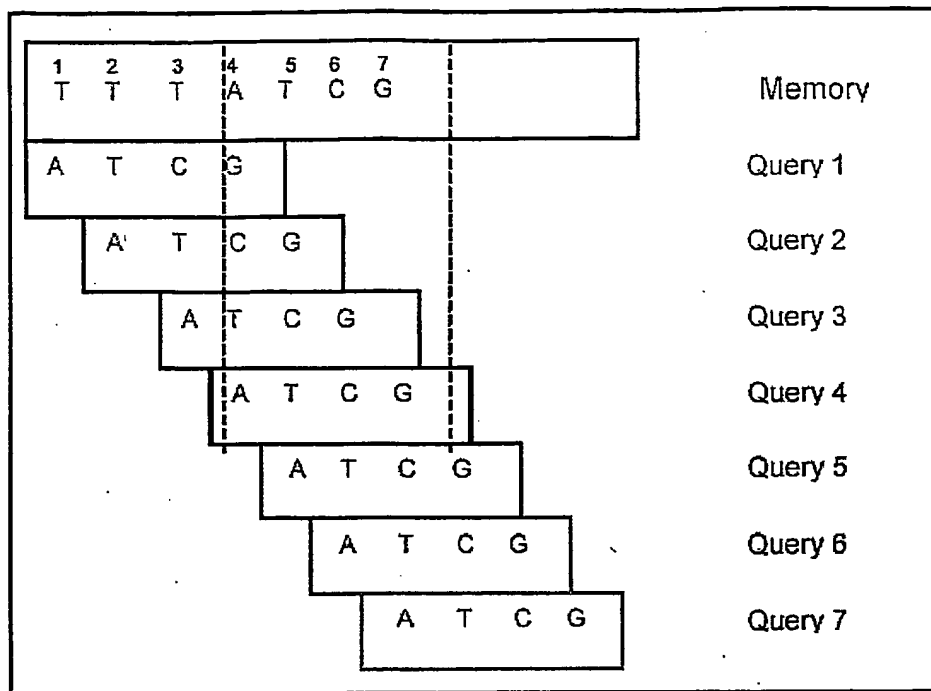 1 2 3 4 5 6 7
T T T A T C G Memory
A T C G Query 1
A T C G Query 2
A T C G Query 3
A T C G Query 4
A T C G Query 5
A T C G Query 6
A T C G Query 7